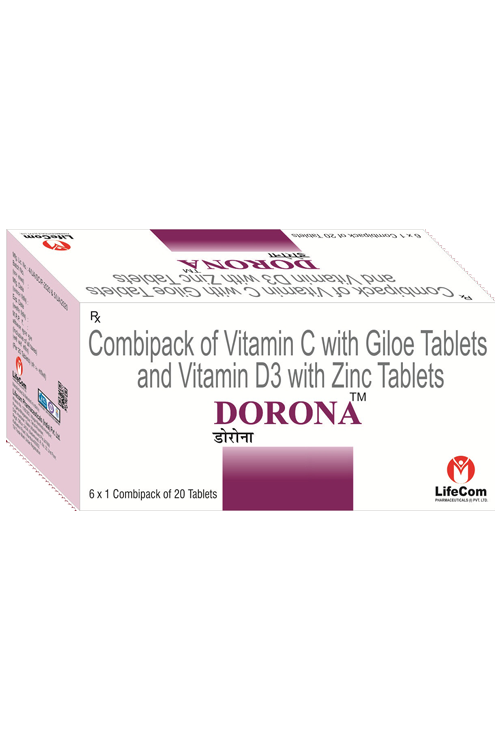 LifeCom
6 x 1 Combipack of 20 Tablets
DORONA™
डोरोना
Combipack of Vitamin C with Giloe Tablets
and Vitamin D3 with Zinc Tablets
Rx
Rx
Combipack of Vitamin C with Giloe Tablets
and Vitamin D3 with Zinc Tablets
DORONA™
डोरोना
6 x 1 Combipack of 20 Tablets
LifeCom
PHARMACEUTICALS (I) PVT. LTD.